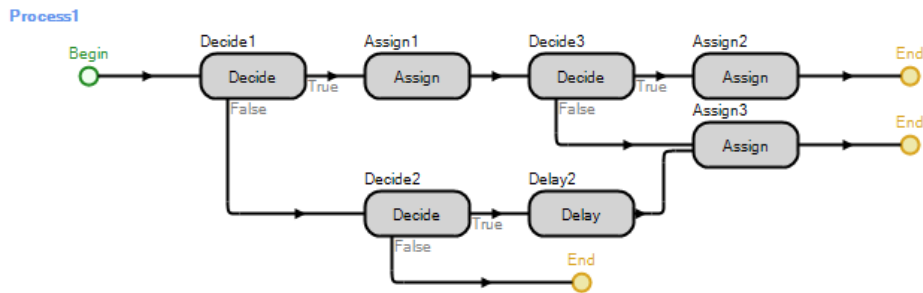 Process1
Begin
Decide1
Decide
True
False
Assign1
Assign
Decide3
Decide
True
False
Assign2
Assign
End
Assign3
Assign
End
Decide2
Decide
True
False
Delay2
Delay
End